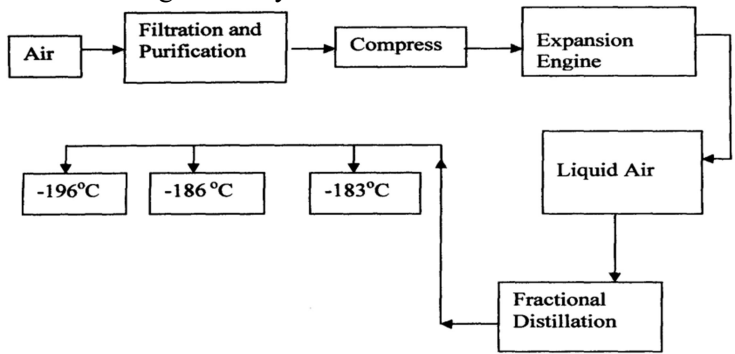 Air
Filtration and
Purification
Compress
Expansion
Engine
Liquid Air
-196°C
-186 °C
-183°C
Fractional
Distillation